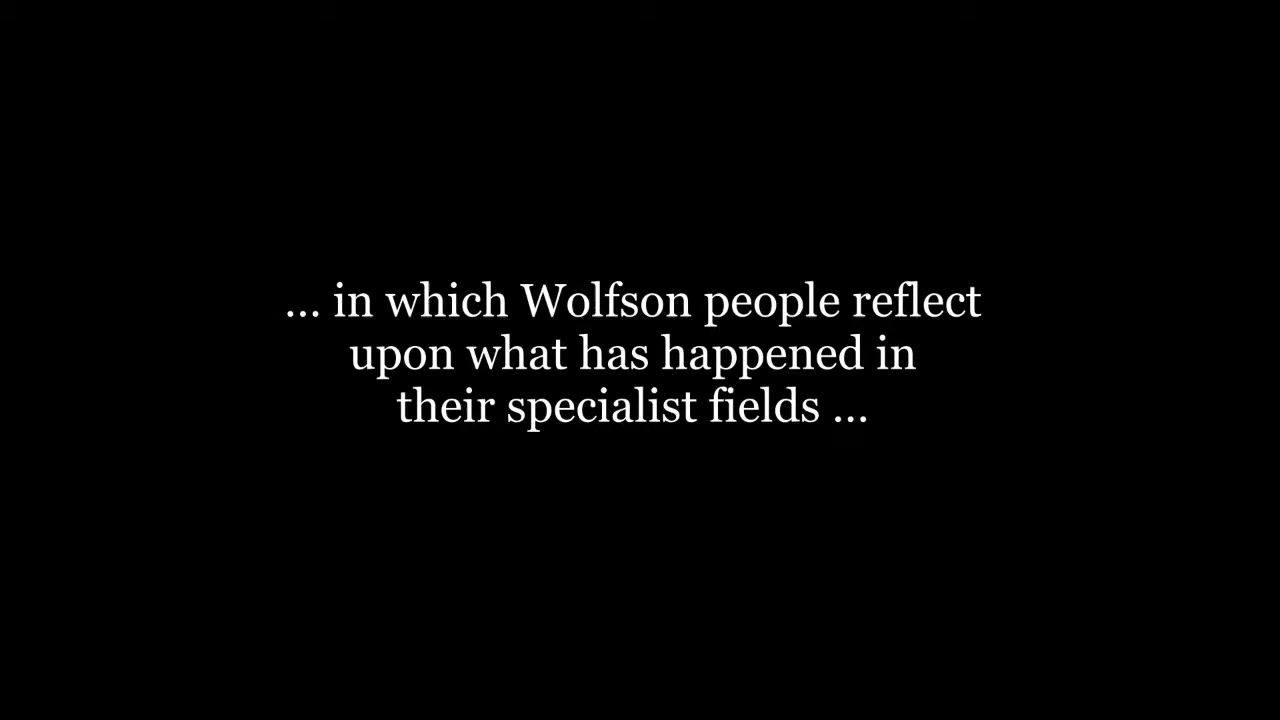 ... in which Wolfson people reflect
upon what has happened in
their specialist fields ...